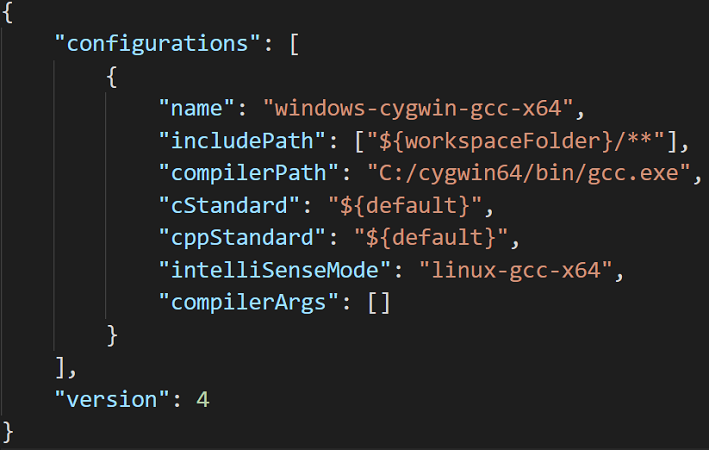 {
    "configurations": [
        {
            "name": "windows-cygwin-gcc-x64",
            "includePath": ["${workspaceFolder}/**"],
            "compilerPath": "C:/cygwin64/bin/gcc.exe",
            "cStandard": "${default}",
            "cppStandard": "${default}",
            "intelliSenseMode": "linux-gcc-x64",
            "compilerArgs": []
        }
    ],
    "version": 4
}